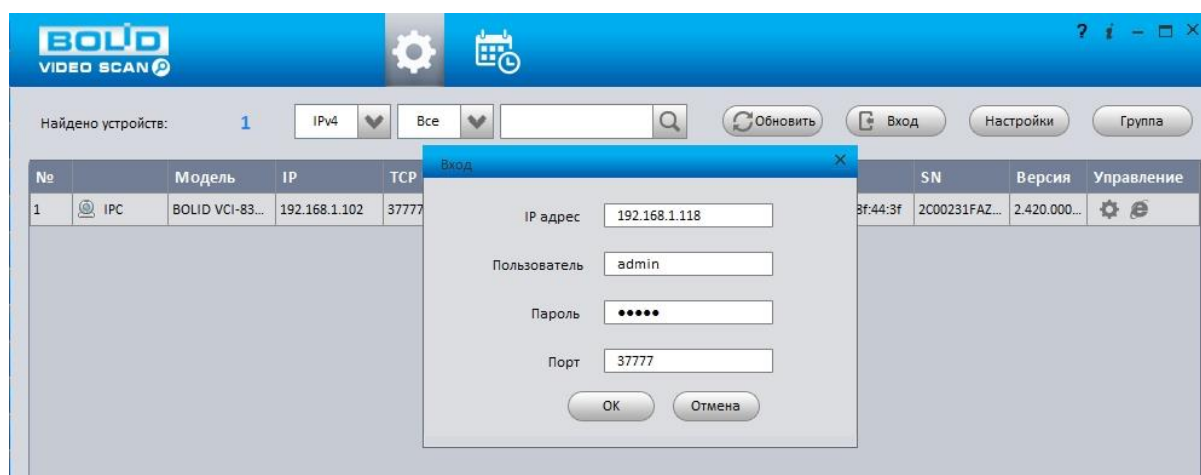 BOLID
VIDEO SCAN
? i
Найдено устройств: 1 IPv4 Все Обновить Вход Настройки Группа
№ Модель IP TCP SN Версия Управление
1 IPC BOLID VCI-83... 192.168.1.102 37777 3f:44:3f 2C00231FAZ... 2.420.000...
Вход
IP адрес 192.168.1.118
Пользователь admin
Пароль •••••
Порт 37777
OK Отмена